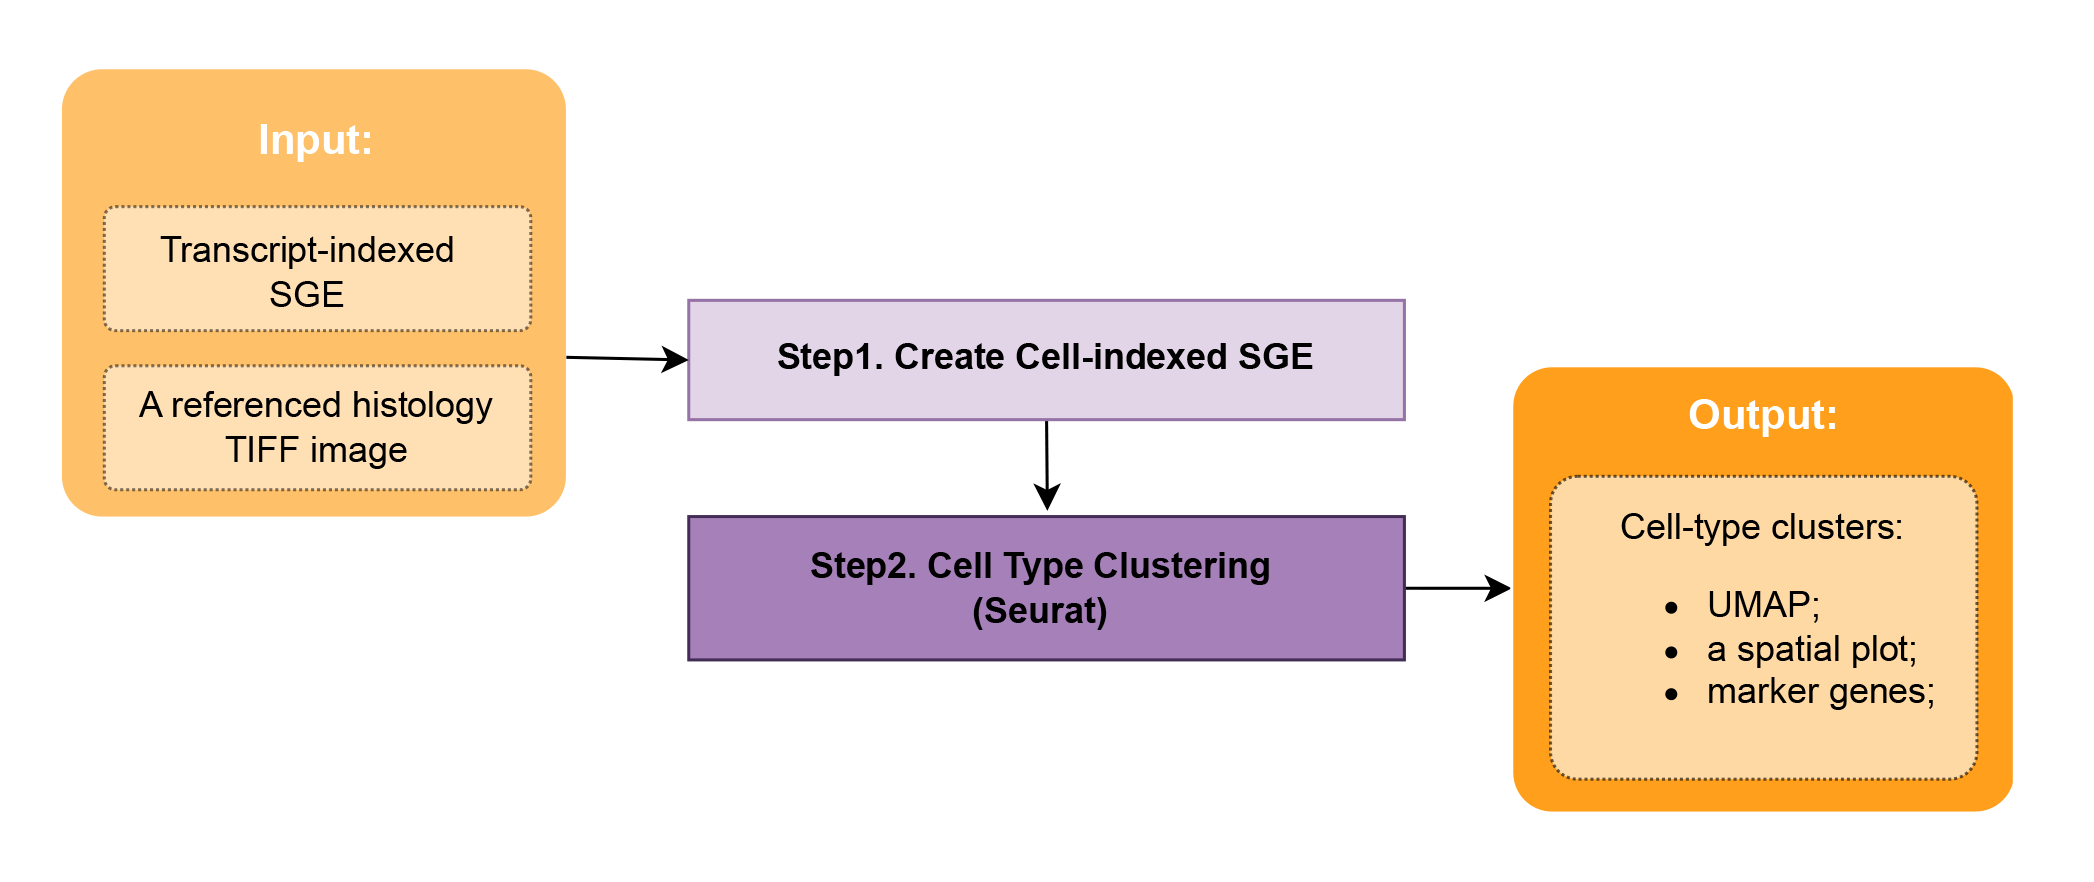 Input:
Transcript-indexed
SGE
A referenced histology
TIFF image
Step1. Create Cell-indexed SGE
Step2. Cell Type Clustering
(Seurat)
Output:
Cell-type clusters:
• UMAP;
• a spatial plot;
• marker genes;